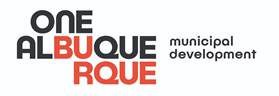 ONE
ALBUQUE
RQUE
municipal
development